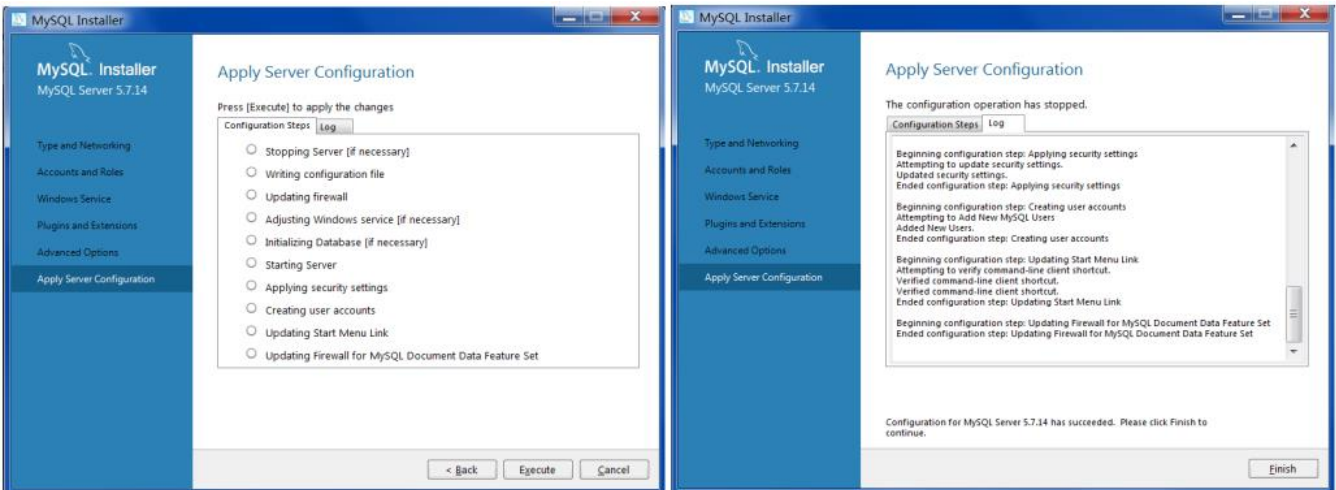 MySQL Installer
MySQL. Installer
MySQL Server 5.7.14
Type and Networking
Accounts and Roles
Windows Service
Plugins and Extensions
Advanced Options
Apply Server Configuration
Apply Server Configuration
Press [Execute] to apply the changes
Configuration Steps Log
Stopping Server [if necessary]
Writing configuration file
Updating firewall
Adjusting Windows service [if necessary]
Initializing Database [if necessary]
Starting Server
Applying security settings
Creating user accounts
Updating Start Menu Link
Updating Firewall for MySQL Document Data Feature Set
< Back Execute Cancel
MySQL Installer
MySQL. Installer
MySQL Server 5.7.14
Type and Networking
Accounts and Roles
Windows Service
Plugins and Extensions
Advanced Options
Apply Server Configuration
Apply Server Configuration
The configuration operation has stopped.
Configuration Steps Log
Beginning configuration step: Applying security settings
Attempting to update security settings.
Updated security settings.
Ended configuration step: Applying security settings
Beginning configuration step: Creating user accounts
Attempting to Add New MySQL Users
Added New Users.
Ended configuration step: Creating user accounts
Beginning configuration step: Updating Start Menu Link
Attempting to verify command-line client shortcut.
Verified command-line client shortcut.
Verified command-line client shortcut.
Ended configuration step: Updating Start Menu Link
Beginning configuration step: Updating Firewall for MySQL Document Data Feature Set
Ended configuration step: Updating Firewall for MySQL Document Data Feature Set
Configuration for MySQL Server 5.7.14 has succeeded. Please click Finish to
continue.
Finish